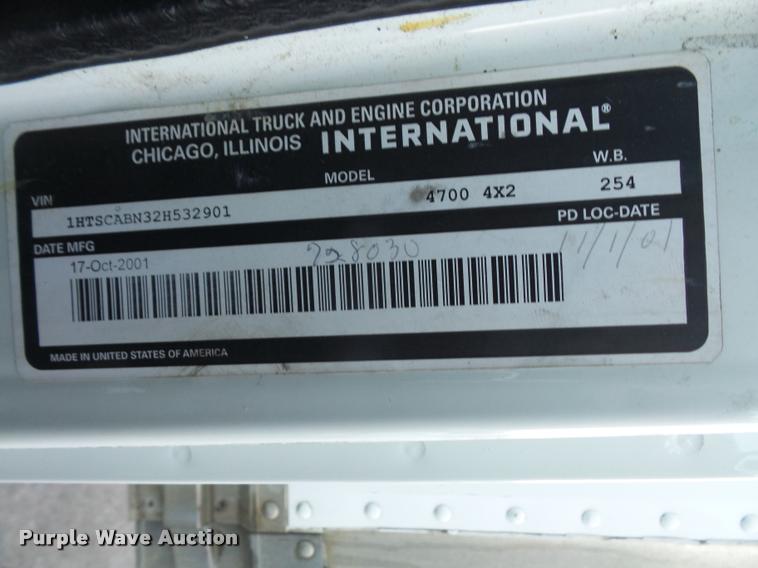 INTERNATIONAL TRUCK AND ENGINE CORPORATION
CHICAGO, ILLINOIS INTERNATIONAL®
VIN MODEL W.B.
1HTSCABN32H532901 4700 4X2 254
DATE MFG PD LOC-DATE
17-Oct-2001 728030 11/1/01
MADE IN UNITED STATES OF AMERICA
Purple Wave Auction